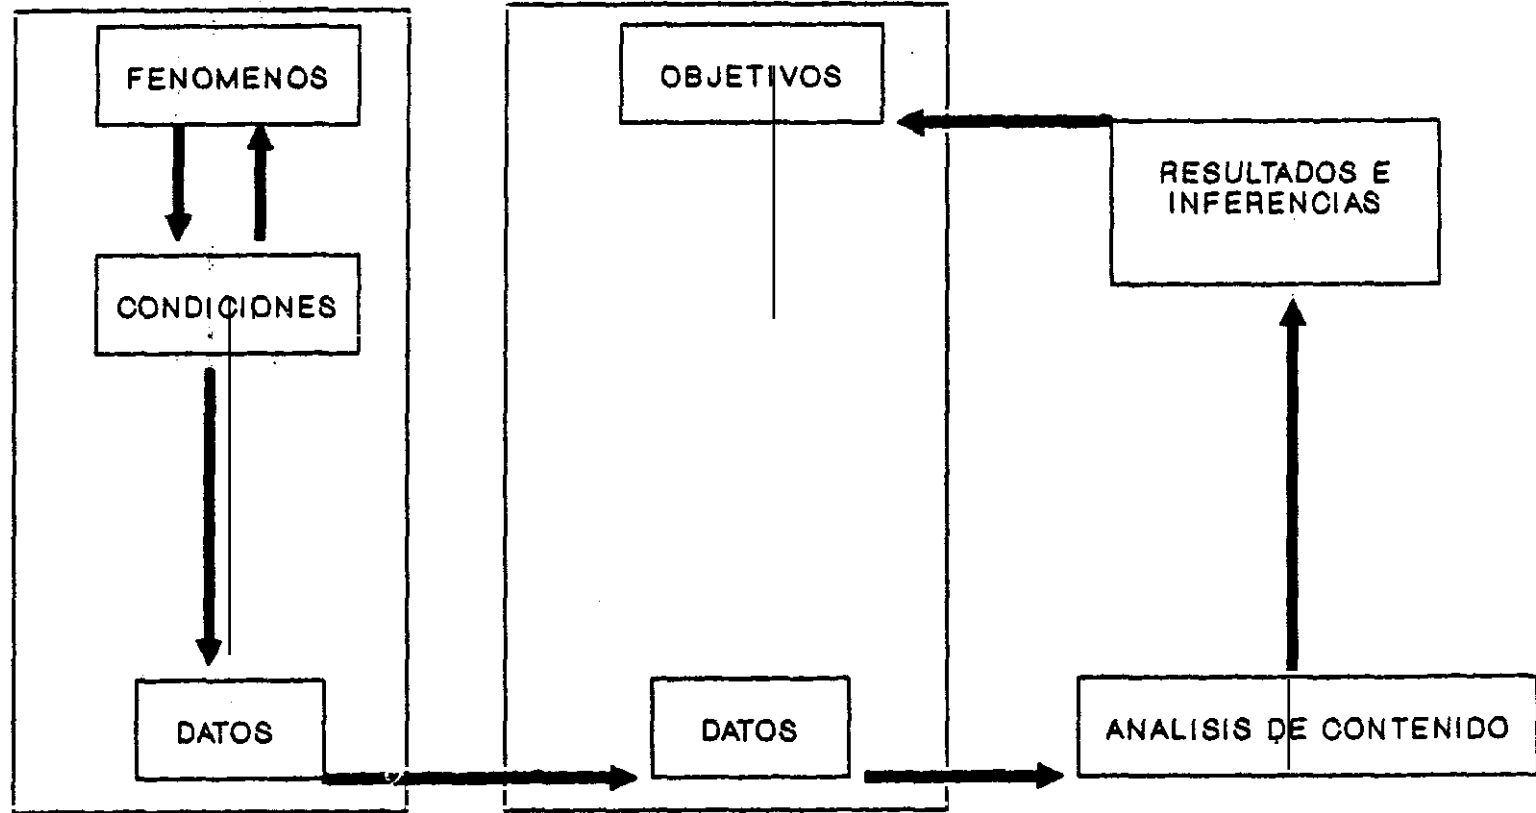 FENOMENOS
CONDICIONES
DATOS
OBJETIVOS
DATOS
RESULTADOS E
INFERENCIAS
ANALISIS DE CONTENIDO